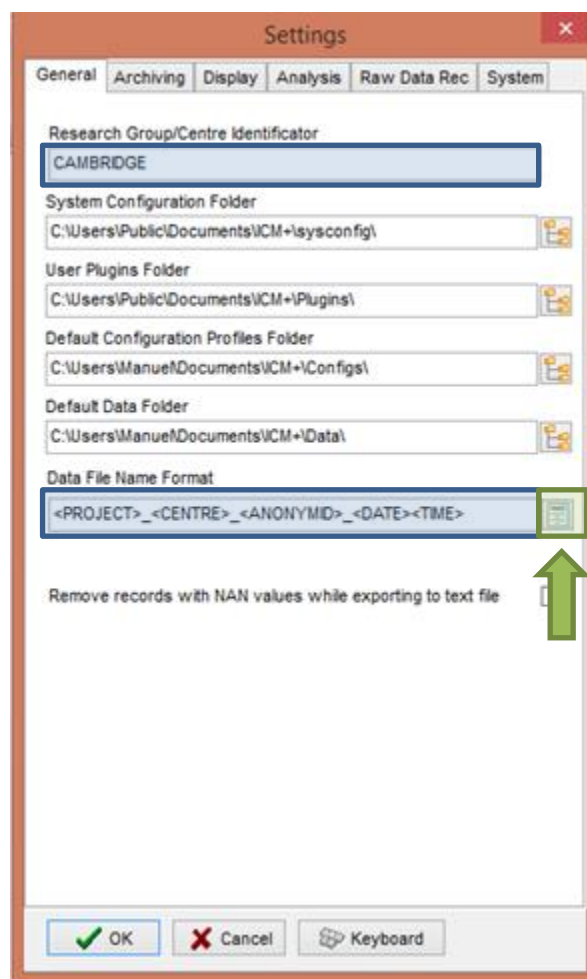 Settings
General Archiving Display Analysis Raw Data Rec System
Research Group/Centre Identificator
CAMBRIDGE
System Configuration Folder
C:\Users\Public\Documents\ICM+\sysconfig\
User Plugins Folder
C:\Users\Public\Documents\ICM+\Plugins\
Default Configuration Profiles Folder
C:\Users\Manuel\Documents\ICM+\Configs\
Default Data Folder
C:\Users\Manuel\Documents\ICM+\Data\
Data File Name Format
<PROJECT>_<CENTRE>_<ANONYMID>_<DATE><TIME>
Remove records with NAN values while exporting to text file
OK Cancel Keyboard